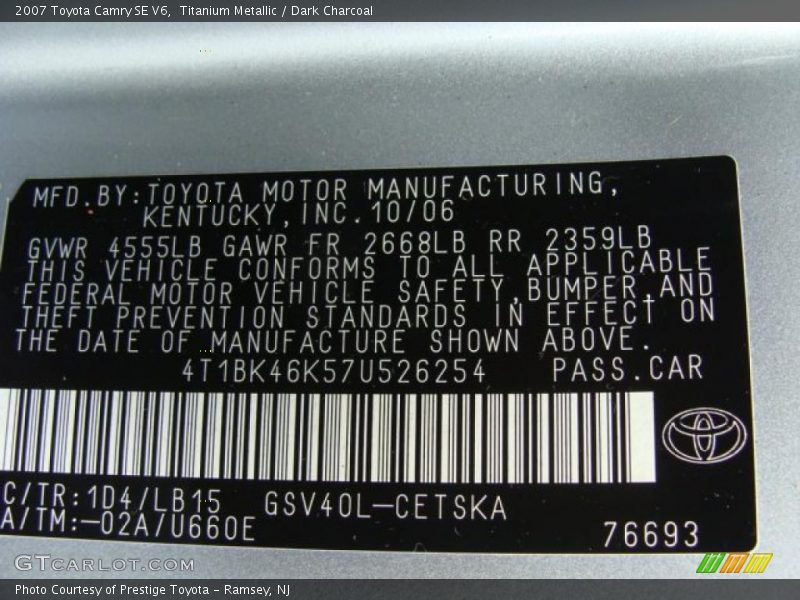 2007 Toyota Camry SE V6,  Titanium Metallic / Dark Charcoal
MFD.BY:TOYOTA MOTOR MANUFACTURING,
KENTUCKY,INC.10/06
GVWR 4555LB GAWR FR 2668LB RR 2359LB
THIS VEHICLE CONFORMS TO ALL APPLICABLE
FEDERAL MOTOR VEHICLE SAFETY,BUMPER,AND
THEFT PREVENTION STANDARDS IN EFFECT ON
THE DATE OF MANUFACTURE SHOWN ABOVE.
4T1BK46K57U526254 PASS.CAR
C/TR:1D4/LB15 GSV40L-CETSKA
A/TM:-02A/U660E
76693
GTCARLOT.COM
Photo Courtesy of Prestige Toyota - Ramsey, NJ